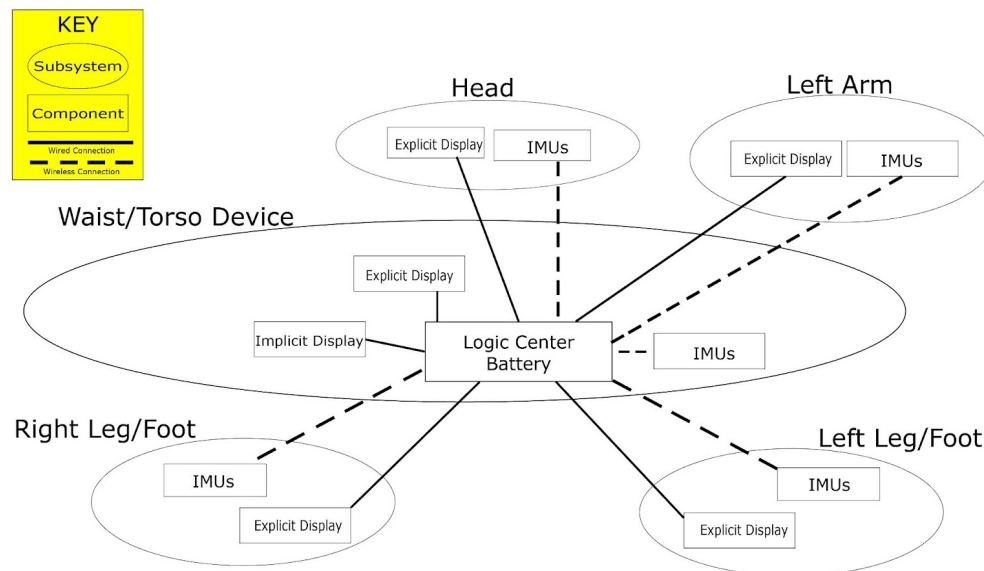 KEY
Subsystem
Component
Wired Connection
Wireless Connection
Head
Explicit Display
IMUs
Left Arm
Explicit Display
IMUs
Waist/Torso Device
Explicit Display
Implicit Display
Logic Center
Battery
IMUs
Right Leg/Foot
IMUs
Explicit Display
Left Leg/Foot
IMUs
Explicit Display